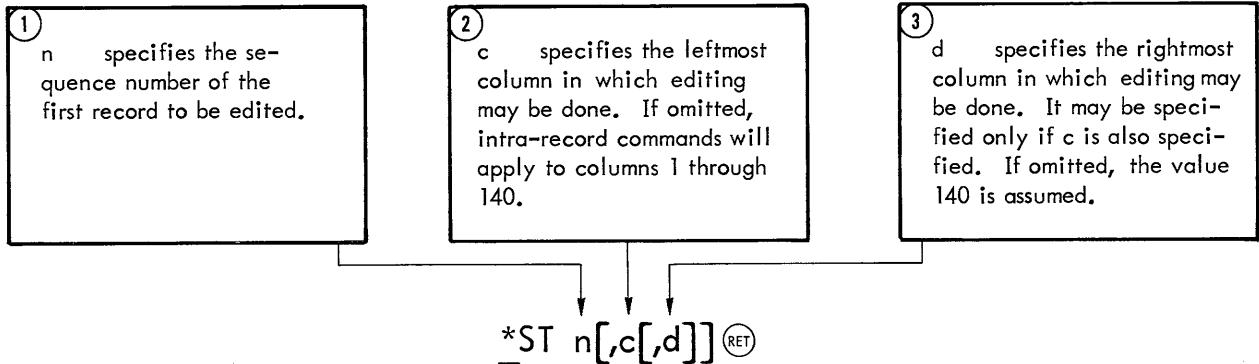 1
n specifies the se-
quence number of the
first record to be edited.
2
c specifies the leftmost
column in which editing
may be done. If omitted,
intra-record commands will
apply to columns 1 through
140.
3
d specifies the rightmost
column in which editing may
be done. It may be speci-
fied only if c is also speci-
fied. If omitted, the value
140 is assumed.
*ST n[,c[,d]] RET